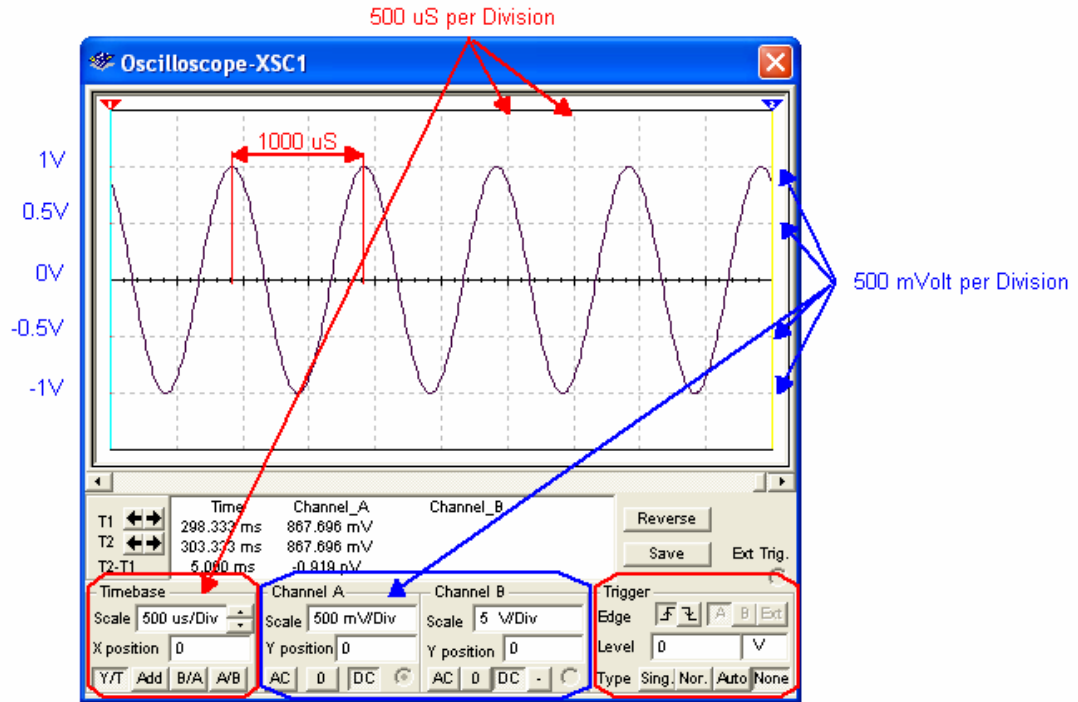 500 uS per Division
Oscilloscope-XSC1
1
2
1000 uS
1V
0.5V
0V
-0.5V
-1V
500 mVolt per Division
Time Channel_A Channel_B
T1 298.333 ms 867.696 mV
T2 303.333 ms 867.696 mV
T2-T1 5.000 ms -0.919 pV
Reverse
Save
Ext Trig.
Timebase
Scale 500 us/Div
X position 0
Y/T Add B/A A/B
Channel A
Scale 500 mV/Div
Y position 0
AC 0 DC
Channel B
Scale 5 V/Div
Y position 0
AC 0 DC -
Trigger
Edge A B Ext
Level 0 V
Type Sing. Nor. Auto None